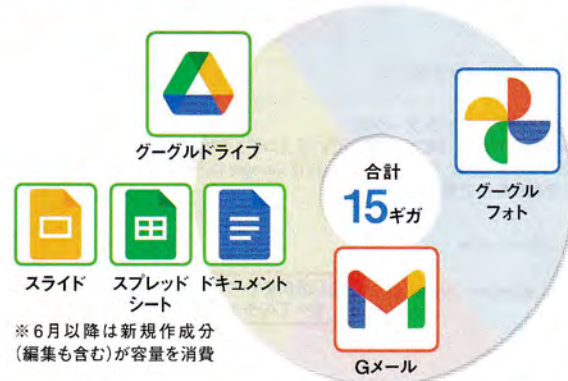 グーグルドライブ
合計
15ギガ
グーグル
フォト
スライド
スプレッド
シート
ドキュメント
※6月以降は新規作成分
(編集も含む)が容量を消費
Gメール